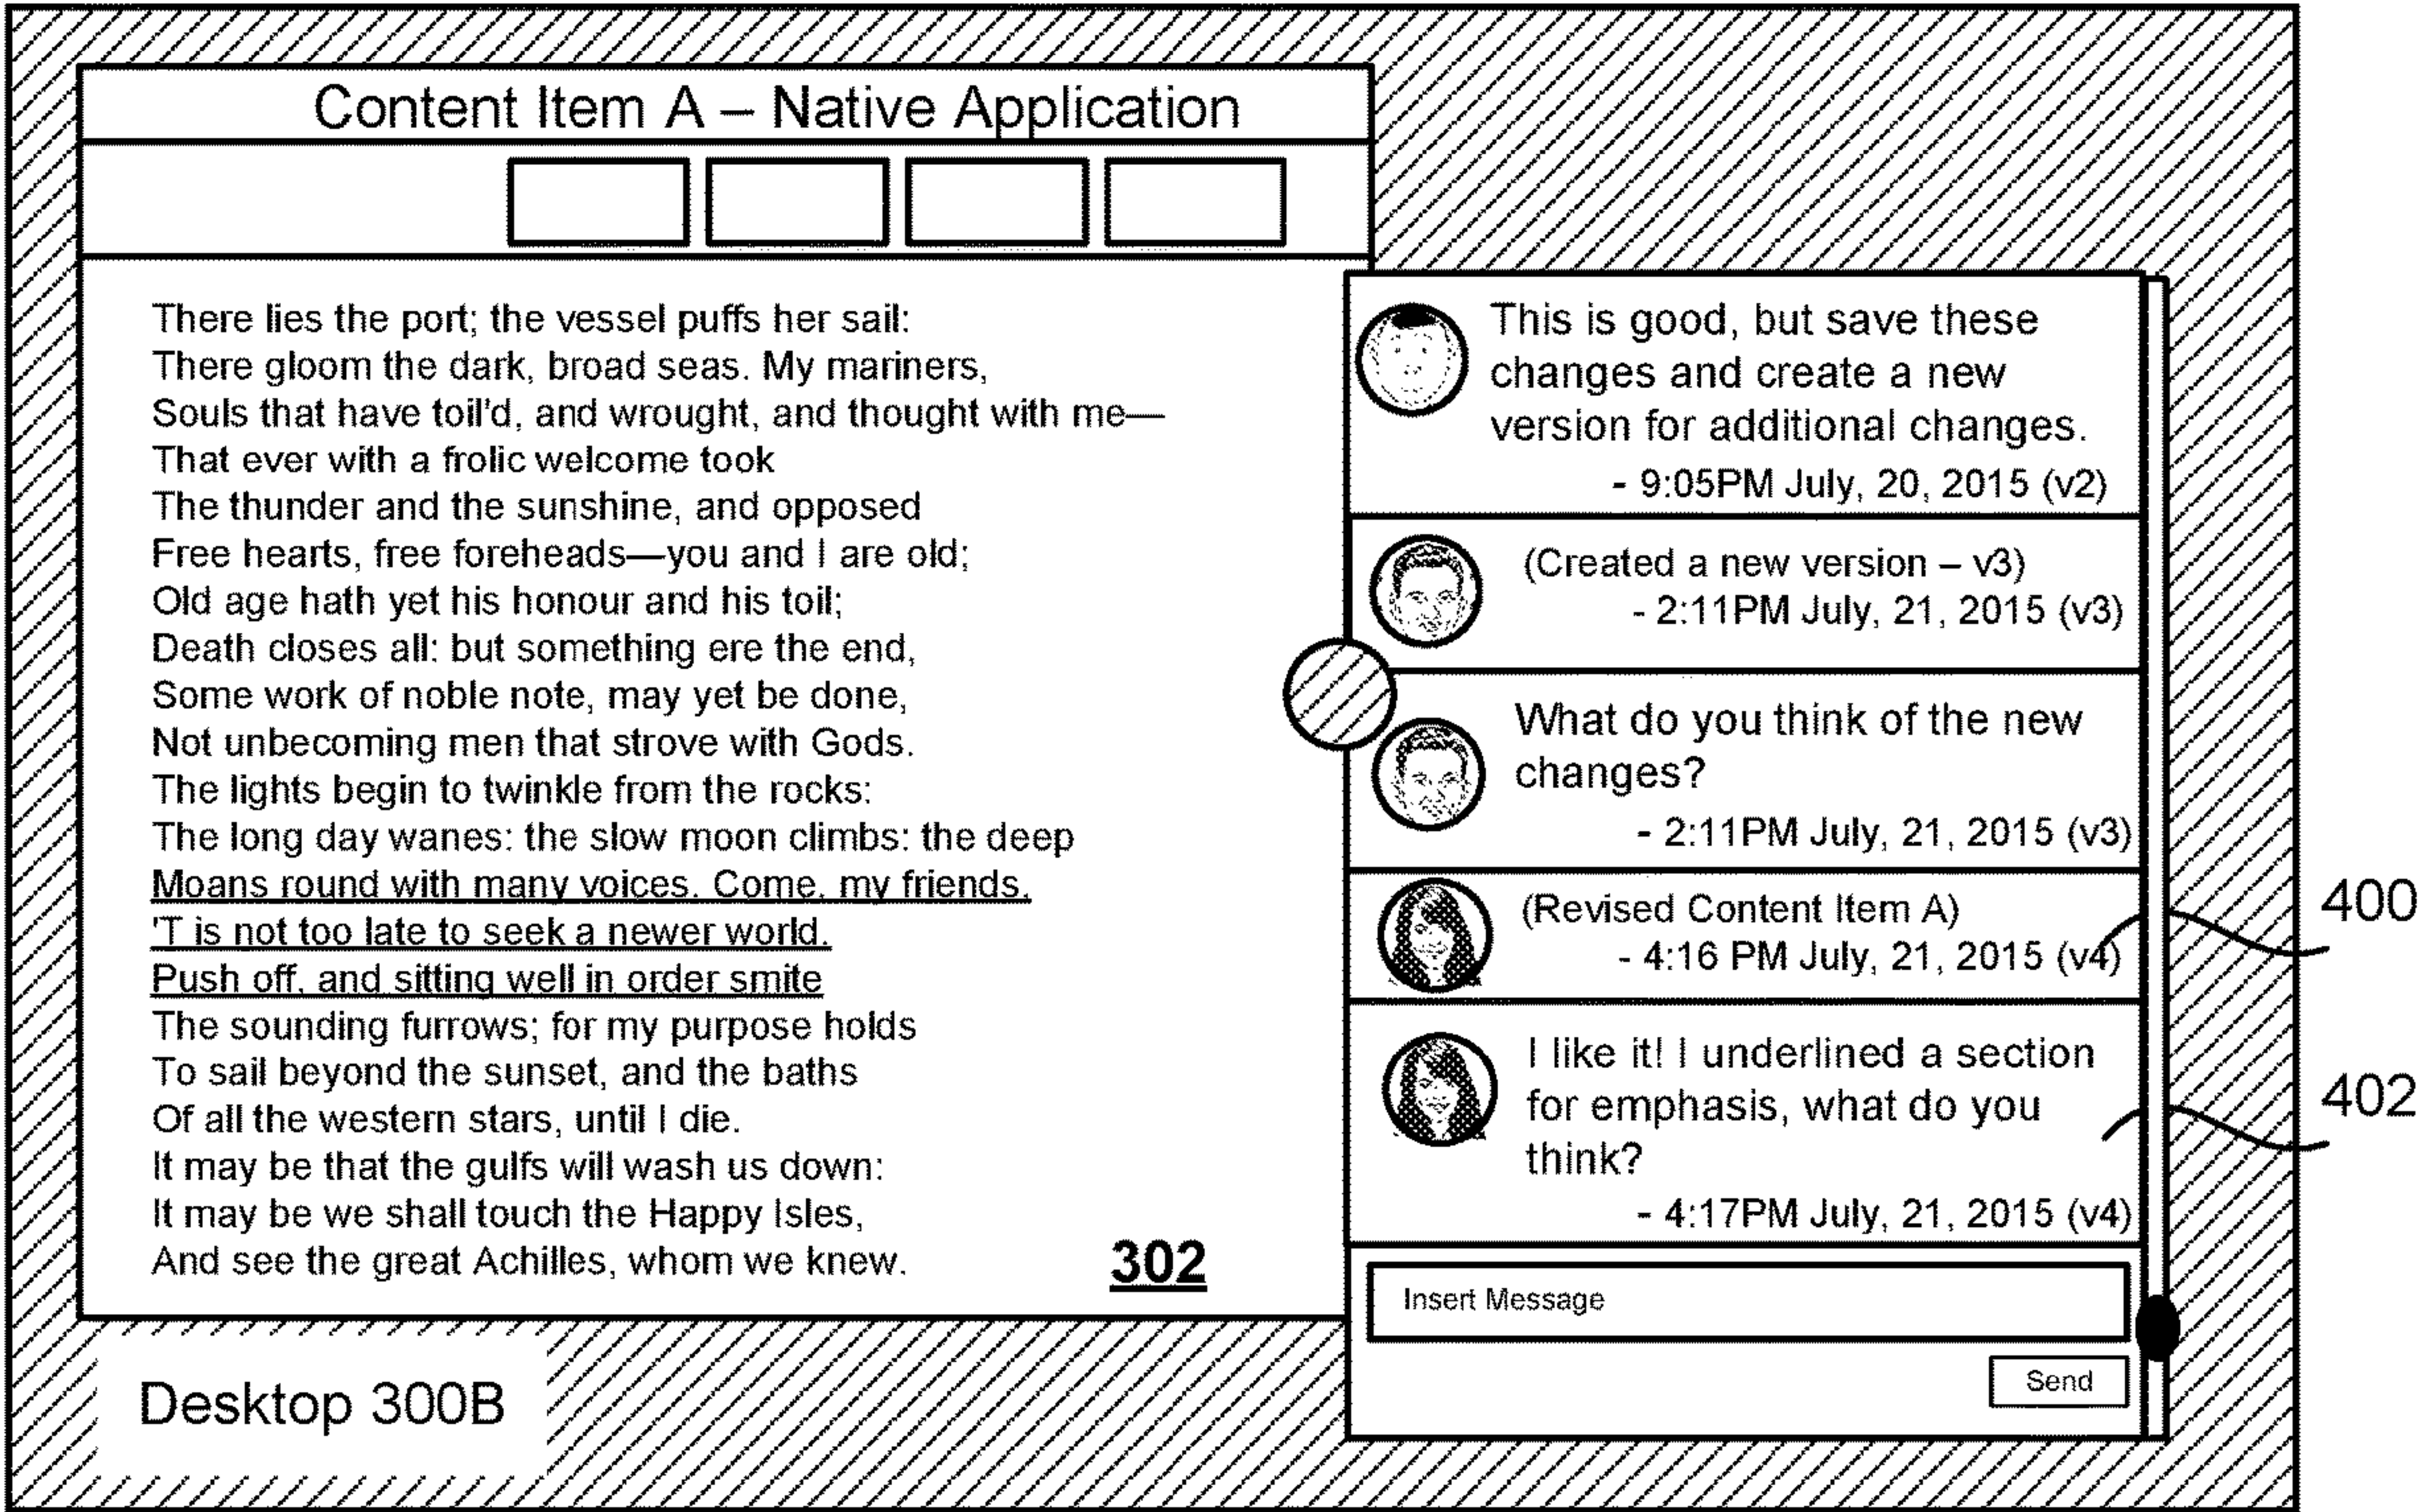 Content Item A – Native Application
There lies the port; the vessel puffs her sail:
There gloom the dark, broad seas. My mariners,
Souls that have toil'd, and wrought, and thought with me—
That ever with a frolic welcome took
The thunder and the sunshine, and opposed
Free hearts, free foreheads—you and I are old;
Old age hath yet his honour and his toil;
Death closes all: but something ere the end,
Some work of noble note, may yet be done,
Not unbecoming men that strove with Gods.
The lights begin to twinkle from the rocks:
The long day wanes: the slow moon climbs: the deep
Moans round with many voices. Come, my friends,
'T is not too late to seek a newer world.
Push off, and sitting well in order smite
The sounding furrows; for my purpose holds
To sail beyond the sunset, and the baths
Of all the western stars, until I die.
It may be that the gulfs will wash us down:
It may be we shall touch the Happy Isles,
And see the great Achilles, whom we knew.
302
This is good, but save these
changes and create a new
version for additional changes.
- 9:05PM July, 20, 2015 (v2)
(Created a new version – v3)
- 2:11PM July, 21, 2015 (v3)
What do you think of the new
changes?
- 2:11PM July, 21, 2015 (v3)
(Revised Content Item A)
- 4:16 PM July, 21, 2015 (v4)
400
I like it! I underlined a section
for emphasis, what do you
think?
- 4:17PM July, 21, 2015 (v4)
402
Insert Message
Send
Desktop 300B